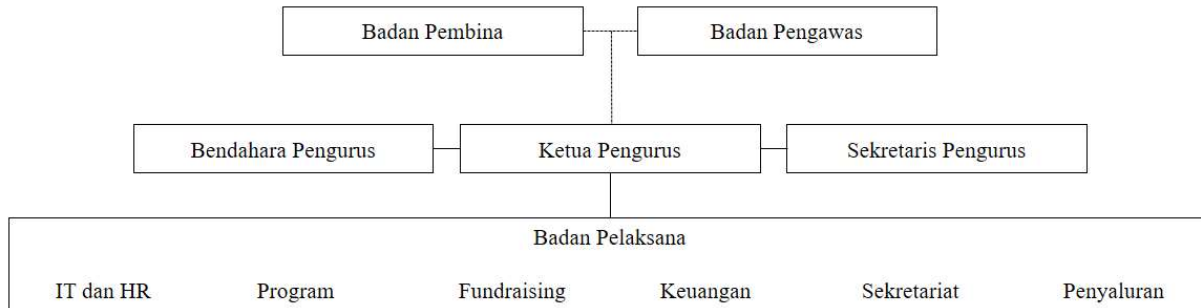 Badan Pembina
Badan Pengawas
Bendahara Pengurus
Ketua Pengurus
Sekretaris Pengurus
Badan Pelaksana
IT dan HR
Program
Fundraising
Keuangan
Sekretariat
Penyaluran